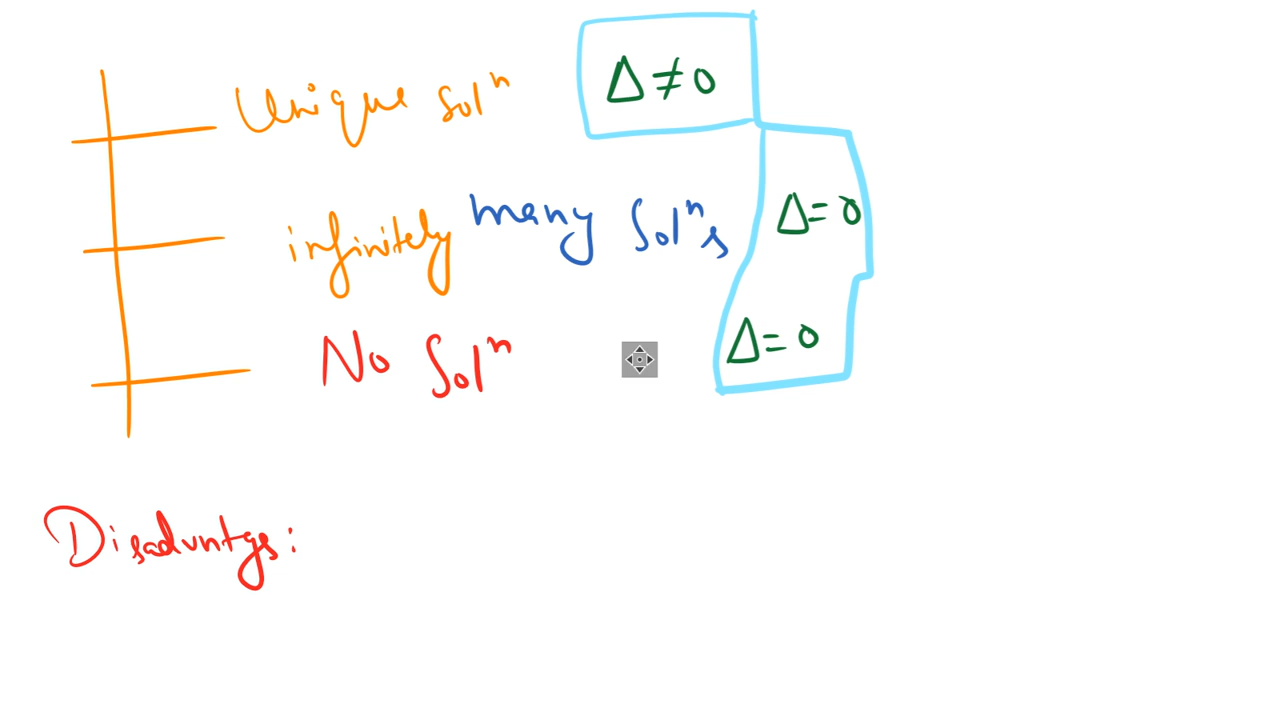 Unique Solⁿ Δ ≠ 0
infinitely many Solⁿs Δ = 0
No Solⁿ Δ = 0
Disadvntgs: